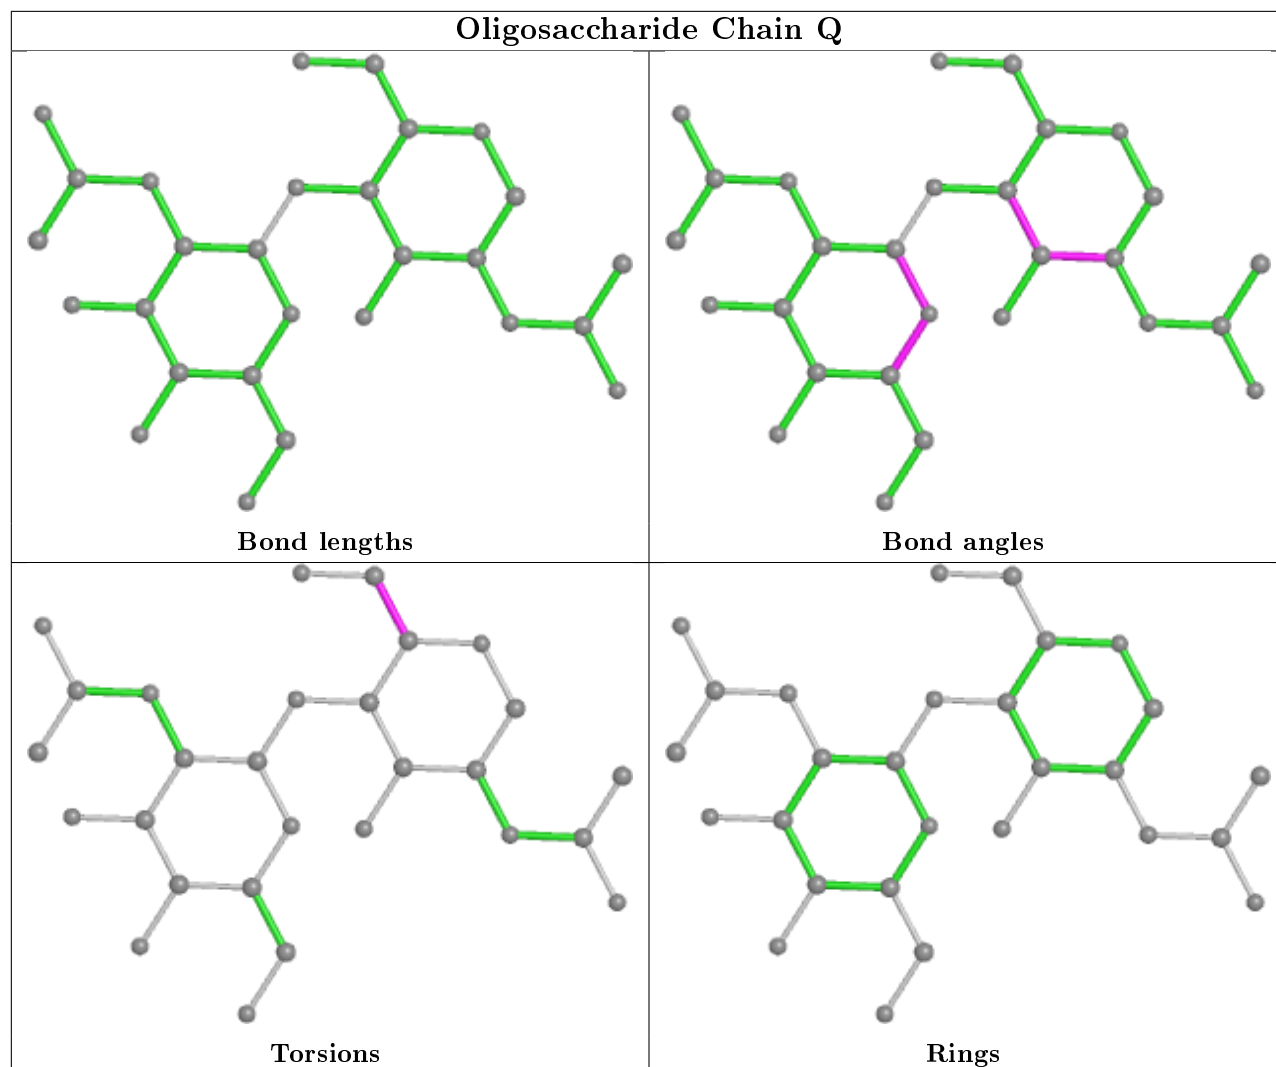 Oligosaccharide Chain Q
Bond lengths
Bond angles
Torsions
Rings